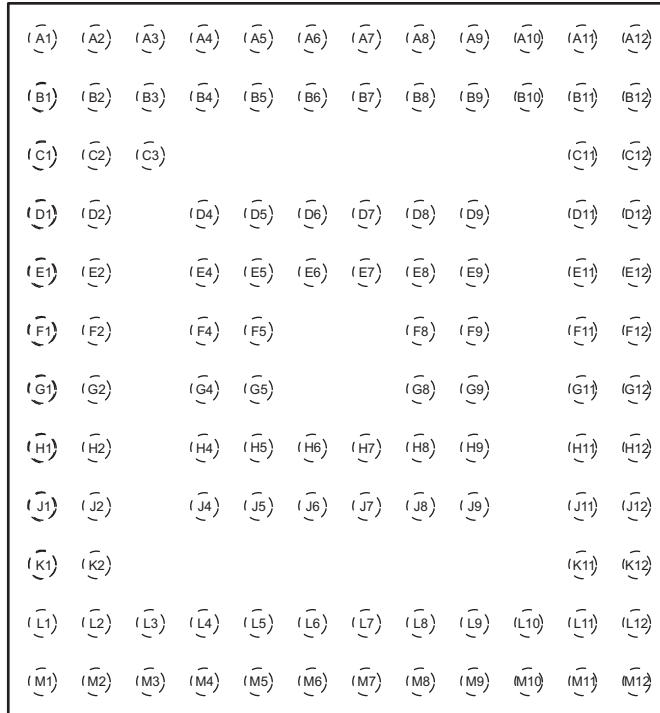 A1 A2 A3 A4 A5 A6 A7 A8 A9 A10 A11 A12
B1 B2 B3 B4 B5 B6 B7 B8 B9 B10 B11 B12
C1 C2 C3 C11 C12
D1 D2 D4 D5 D6 D7 D8 D9 D11 D12
E1 E2 E4 E5 E6 E7 E8 E9 E11 E12
F1 F2 F4 F5 F8 F9 F11 F12
G1 G2 G4 G5 G8 G9 G11 G12
H1 H2 H4 H5 H6 H7 H8 H9 H11 H12
J1 J2 J4 J5 J6 J7 J8 J9 J11 J12
K1 K2 K11 K12
L1 L2 L3 L4 L5 L6 L7 L8 L9 L10 L11 L12
M1 M2 M3 M4 M5 M6 M7 M8 M9 M10 M11 M12